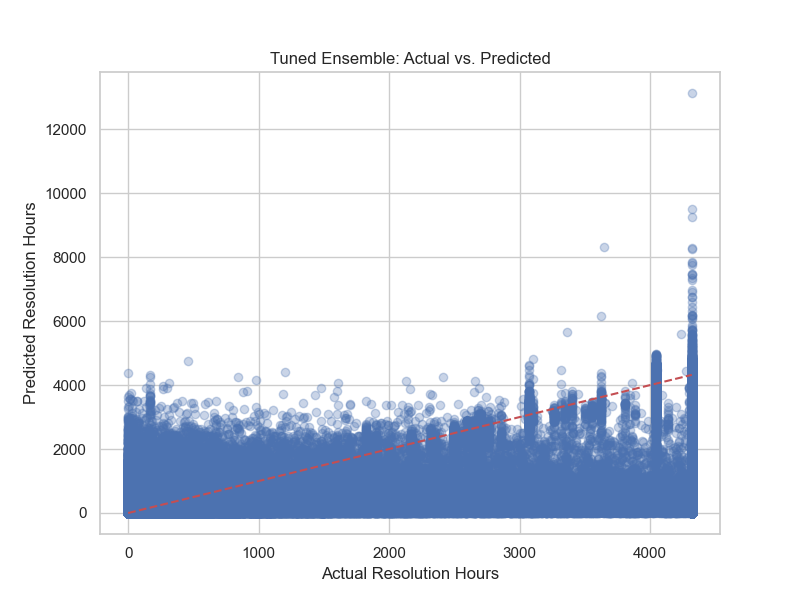 Tuned Ensemble: Actual vs. Predicted
12000
10000
8000
6000
4000
2000
0
Predicted Resolution Hours
0 1000 2000 3000 4000
Actual Resolution Hours